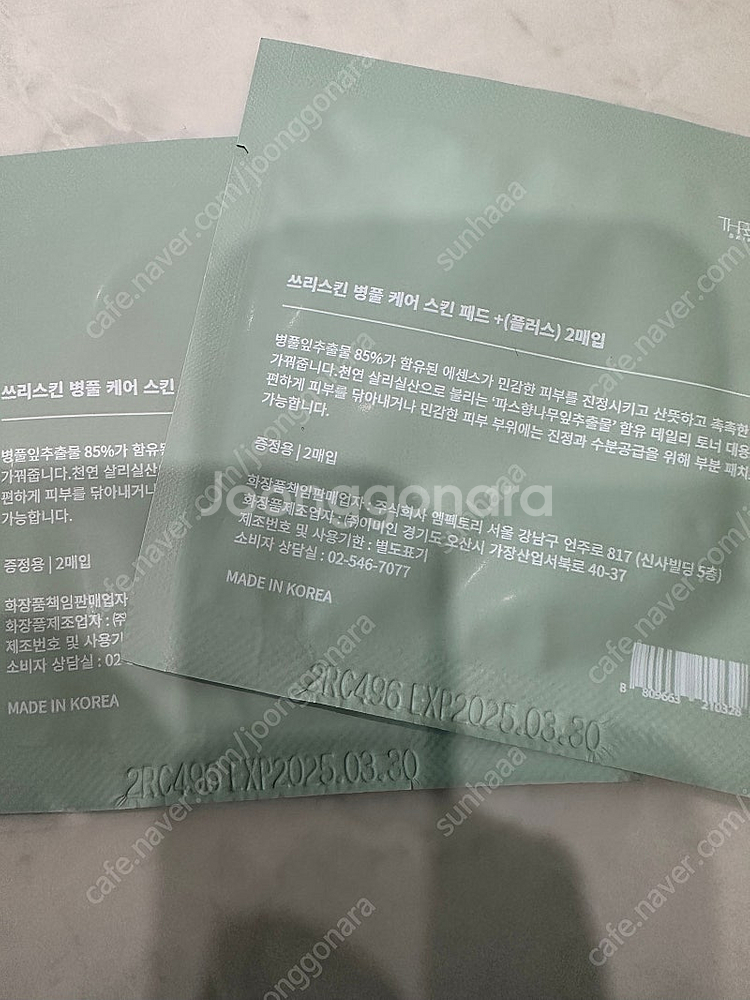 쓰리스킨 병풀 케어 스킨 패드 +(플러스) 2매입
병풀잎추출물 85%가 함유된 에센스가 민감한 피부를 진정시키고 산뜻하고 촉촉한
가꿔줍니다.천연 살리실산으로 불리는 '파스향나무잎추출물' 함유 데일리 토너 대용
편하게 피부를 닦아내거나 민감한 피부 부위에는 진정과 수분공급을 위해 부분 패치
가능합니다.
증정용 | 2매입
화장품책임판매업자 : 주식회사 엠펙토리 서울 강남구 언주로 817 (신사빌딩 5층)
화장품제조업자 : ㈜이미인 경기도 오산시 가장산업서북로 40-37
제조번호 및 사용기한 : 별도표기
소비자 상담실 : 02-546-7077
MADE IN KOREA
8 809663 210328
2RC496 EXP2025.03.30
쓰리스킨 병풀 케어 스킨
병풀잎추출물 85%가 함유
가꿔줍니다.천연 살리실산
편하게 피부를 닦아내거나
가능합니다.
증정용 | 2매입
화장품책임판매업자
화장품제조업자 : ㈜
제조번호 및 사용기
소비자 상담실 : 02
MADE IN KOREA
2RC496 EXP2025.03.30
Joonggonara
cafe.naver.com/joonggonara
sunhaaa